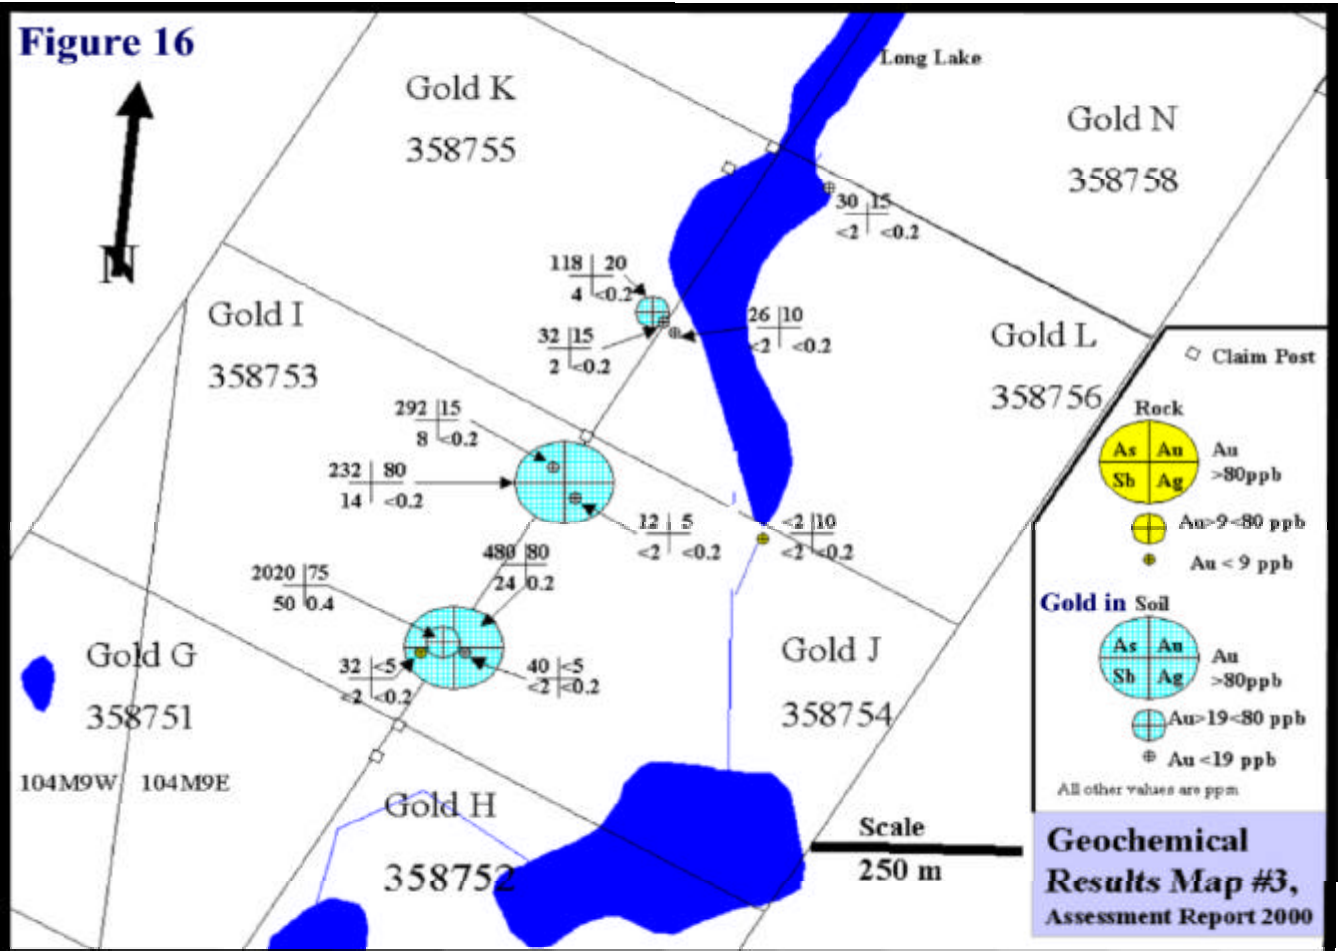 Figure 16
N
Long Lake
Gold K
358755
Gold N
358758
30 15
<2 <0.2
118 20
4 <0.2
32 15
2 <0.2
26 10
<2 <0.2
Gold I
358753
Gold L
358756
292 15
8 <0.2
232 80
14 <0.2
12 5
<2 <0.2
<2 10
<2 <0.2
480 80
24 0.2
2020 75
50 0.4
32 <5
<2 <0.2
40 <5
<2 <0.2
Gold G
358751
Gold J
358754
104M9W 104M9E
Gold H
358752
Scale
250 m
Claim Post
Rock
As Au
Sb Ag
Au
>80ppb
Au>9<80 ppb
Au < 9 ppb
Gold in Soil
As Au
Sb Ag
Au
>80ppb
Au>19<80 ppb
Au <19 ppb
All other values are ppm
Geochemical
Results Map #3,
Assessment Report 2000